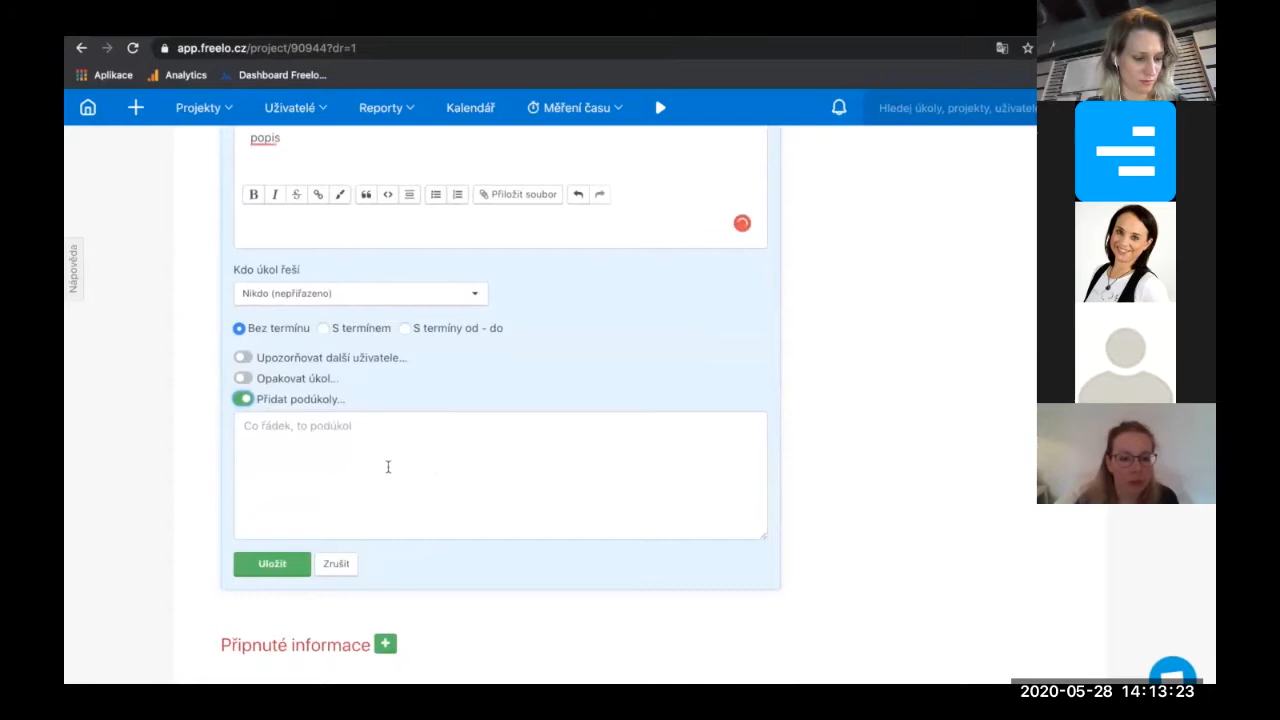 app.freelo.cz/project/90944?dr=1
Aplikace Analytics Dashboard Freelo...
Projekty Uživatelé Reporty Kalendář Měření času Hledej úkoly, projekty, uživatele
popis
B I S Přiložit soubor
Nápověda
Kdo úkol řeší
Nikdo (nepřiřazeno)
Bez termínu S termínem S termíny od - do
Upozorňovat další uživatele...
Opakovat úkol...
Přidat podúkoly...
Co řádek, to podúkol
Uložit Zrušit
Připnuté informace +
2020-05-28 14:13:23